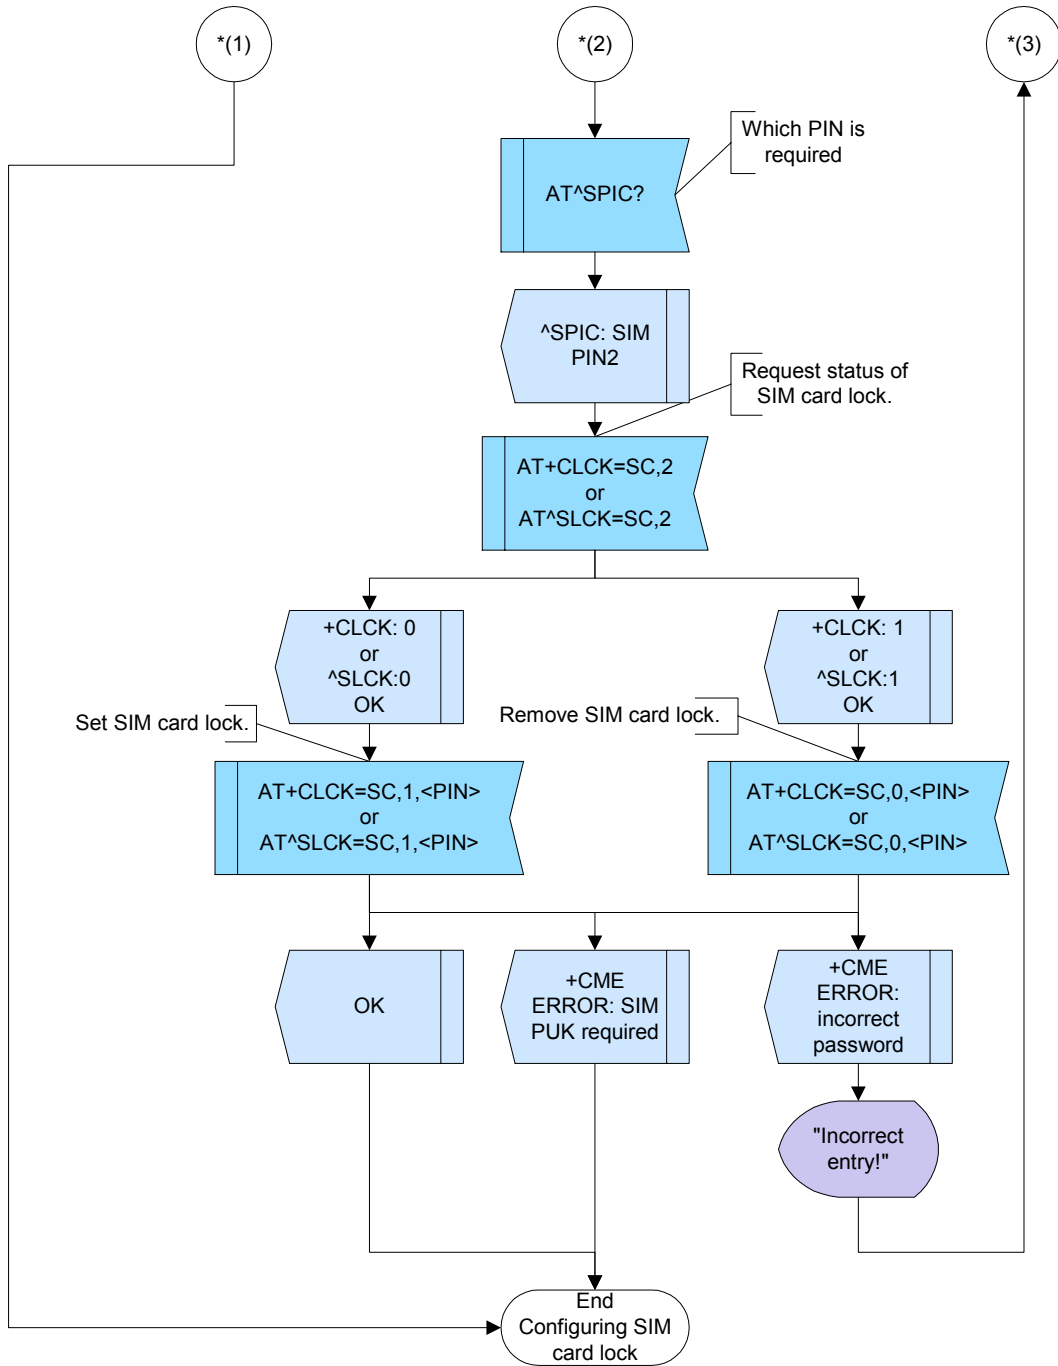 *(1)
*(2)
*(3)
Which PIN is
required
AT^SPIC?
^SPIC: SIM
PIN2
Request status of
SIM card lock.
AT+CLCK=SC,2
or
AT^SLCK=SC,2
+CLCK: 0
or
^SLCK:0
OK
+CLCK: 1
or
^SLCK:1
OK
Set SIM card lock.
Remove SIM card lock.
AT+CLCK=SC,1,<PIN>
or
AT^SLCK=SC,1,<PIN>
AT+CLCK=SC,0,<PIN>
or
AT^SLCK=SC,0,<PIN>
OK
+CME
ERROR: SIM
PUK required
+CME
ERROR:
incorrect
password
"Incorrect
entry!"
End
Configuring SIM
card lock